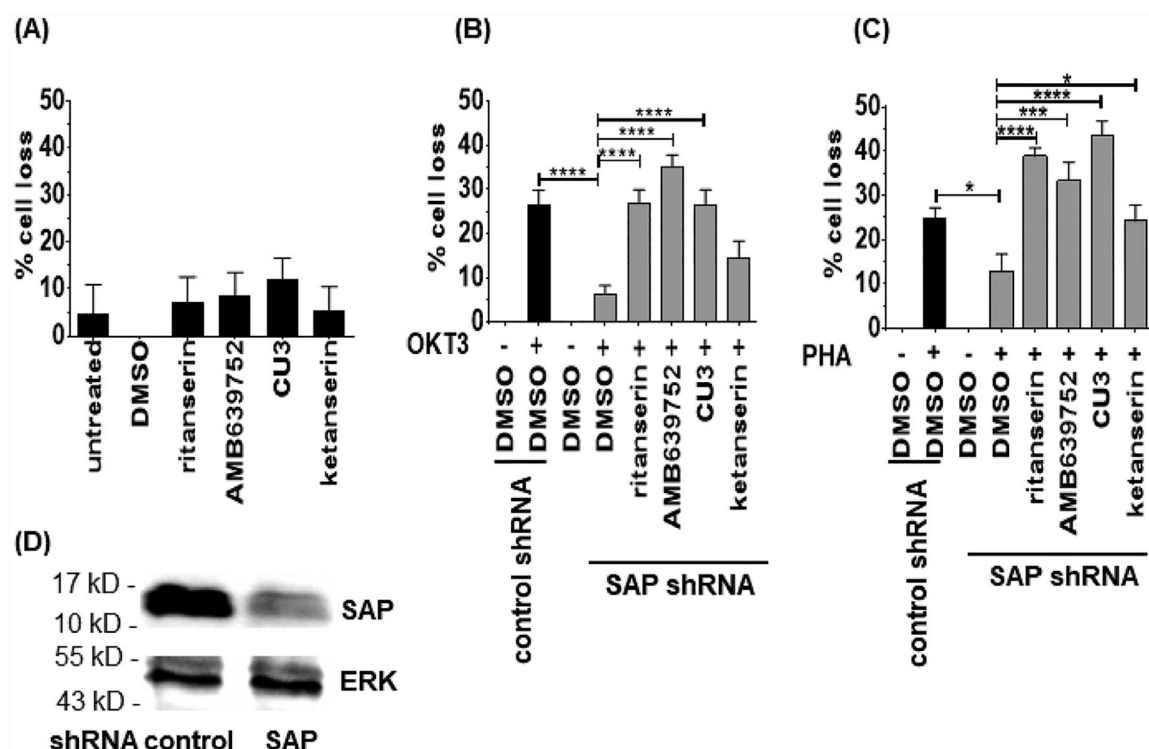 (A)
% cell loss
50
40
30
20
10
0
untreated
DMSO
ritanserin
AMB639752
CU3
ketanserin
(B)
% cell loss
50
40
30
20
10
0
****
****
****
****
OKT3 - + - + + + + +
DMSO
DMSO
DMSO
DMSO
ritanserin
AMB639752
CU3
ketanserin
control shRNA
SAP shRNA
(C)
% cell loss
50
40
30
20
10
0
*
****
***
****
*
PHA - + - + + + + +
DMSO
DMSO
DMSO
DMSO
ritanserin
AMB639752
CU3
ketanserin
control shRNA
SAP shRNA
(D)
17 kD -
SAP
10 kD -
55 kD -
ERK
43 kD -
shRNA control SAP